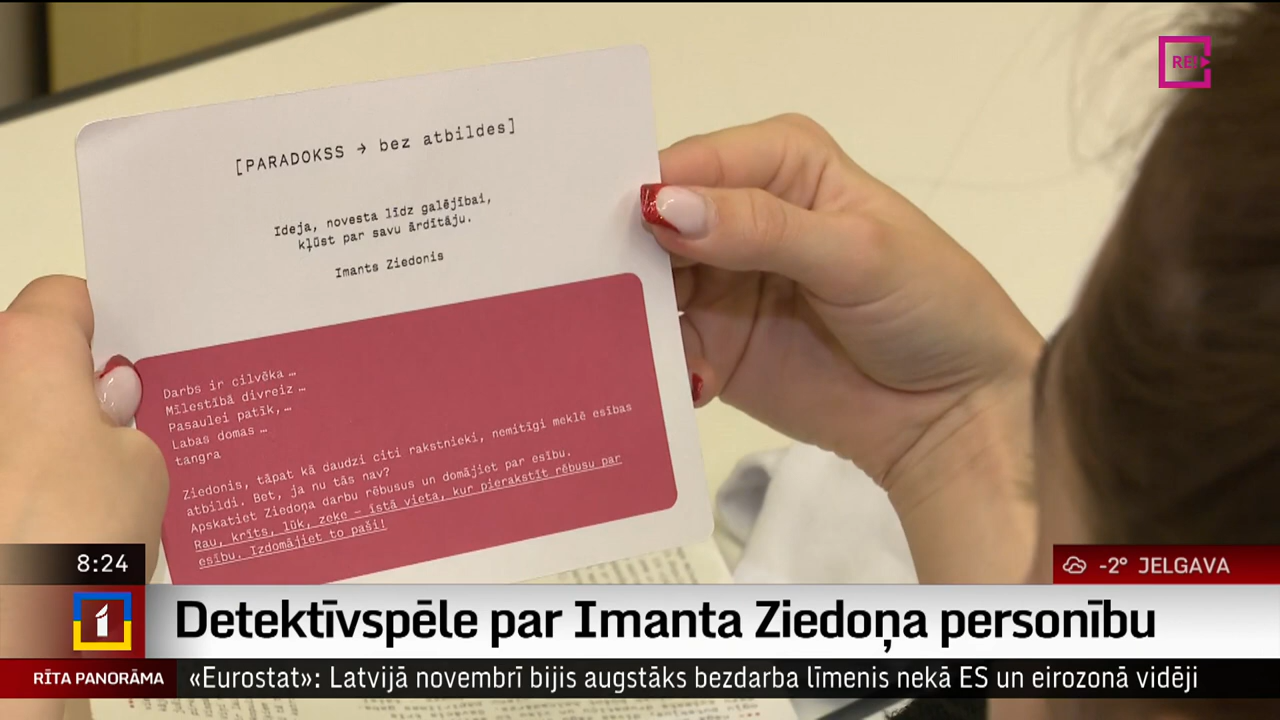 RE:
[PARADOKSS → bez atbildes]
Ideja, novesta līdz galējībai,
kļūst par savu ārdītāju.
Imants Ziedonis
Darbs ir cilvēka …
Mīlestībā divreiz …
Pasaulei patīk, …
Labas domas …
tangra
Ziedonis, tāpat kā daudzi citi rakstnieki, nemitīgi meklē esības
atbildi. Bet, ja nu tās nav?
Apskatiet Ziedoņa darbu rēbusus un domājiet par esību.
Rau, krīts, lūk, zeķe – īstā vieta, kur pierakstīt rēbusu par
esību. Izdomājiet to paši!
8:24
-2° JELGAVA
1
Detektīvspēle par Imanta Ziedoņa personību
RĪTA PANORĀMA
«Eurostat»: Latvijā novembrī bijis augstāks bezdarba līmenis nekā ES un eirozonā vidēji